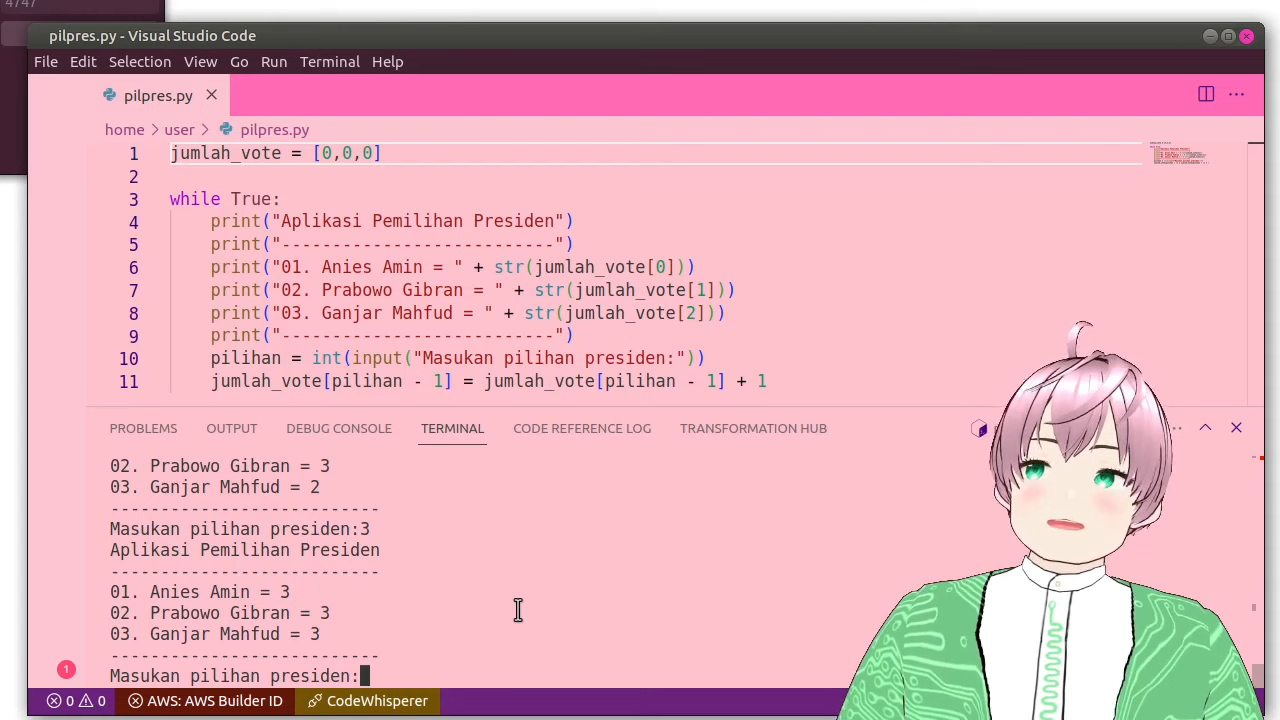 4747
pilpres.py - Visual Studio Code
File Edit Selection View Go Run Terminal Help
pilpres.py
home > user > pilpres.py
1 jumlah_vote = [0,0,0]
2
3 while True:
4     print("Aplikasi Pemilihan Presiden")
5     print("---------------------------")
6     print("01. Anies Amin = " + str(jumlah_vote[0]))
7     print("02. Prabowo Gibran = " + str(jumlah_vote[1]))
8     print("03. Ganjar Mahfud = " + str(jumlah_vote[2]))
9     print("---------------------------")
10     pilihan = int(input("Masukan pilihan presiden:"))
11     jumlah_vote[pilihan - 1] = jumlah_vote[pilihan - 1] + 1
PROBLEMS OUTPUT DEBUG CONSOLE TERMINAL CODE REFERENCE LOG TRANSFORMATION HUB
02. Prabowo Gibran = 3
03. Ganjar Mahfud = 2
---------------------------
Masukan pilihan presiden:3
Aplikasi Pemilihan Presiden
---------------------------
01. Anies Amin = 3
02. Prabowo Gibran = 3
03. Ganjar Mahfud = 3
---------------------------
Masukan pilihan presiden:
1
0 0 AWS: AWS Builder ID CodeWhisperer